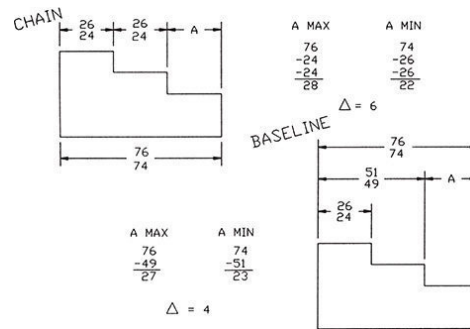 CHAIN
26 26 A
24 24
76
74
A MAX A MIN
76 74
-24 -26
-24 -26
28 22
△ = 6
BASELINE
76
74
51 A
49
26
24
A MAX A MIN
76 74
-49 -51
27 23
△ = 4